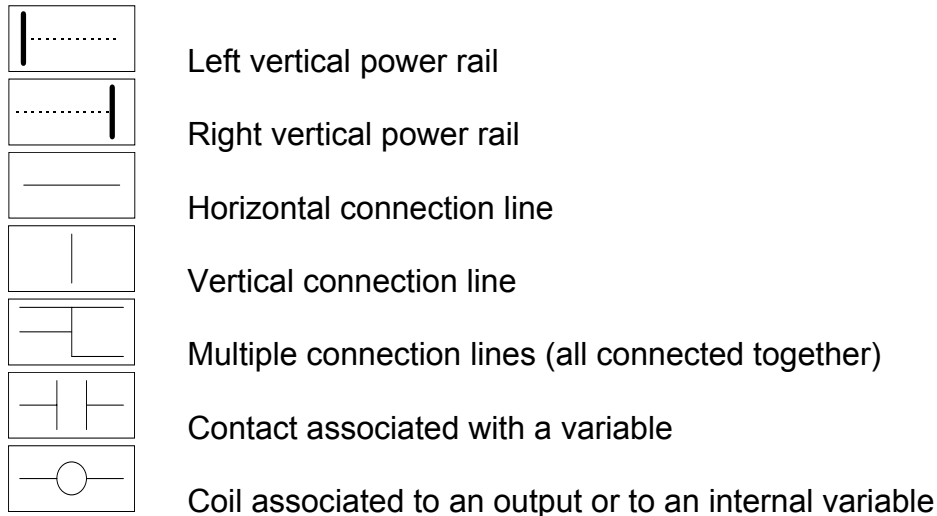 Left vertical power rail
Right vertical power rail
Horizontal connection line
Vertical connection line
Multiple connection lines (all connected together)
Contact associated with a variable
Coil associated to an output or to an internal variable